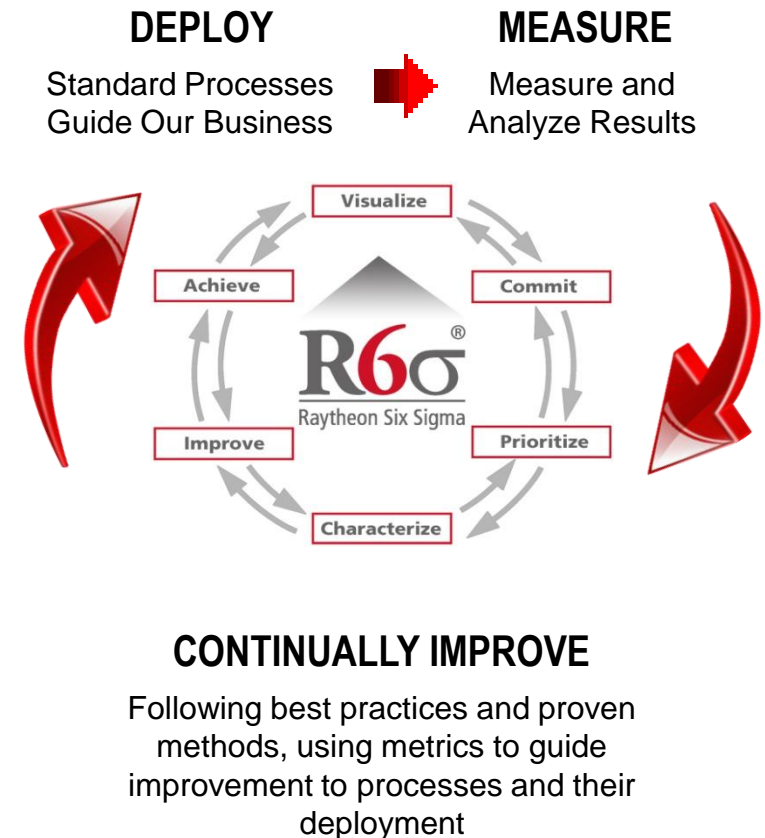 DEPLOY
Standard Processes
Guide Our Business
MEASURE
Measure and
Analyze Results
Visualize
Achieve
Commit
R6σ®
Raytheon Six Sigma
Improve
Prioritize
Characterize
CONTINUALLY IMPROVE
Following best practices and proven
methods, using metrics to guide
improvement to processes and their
deployment